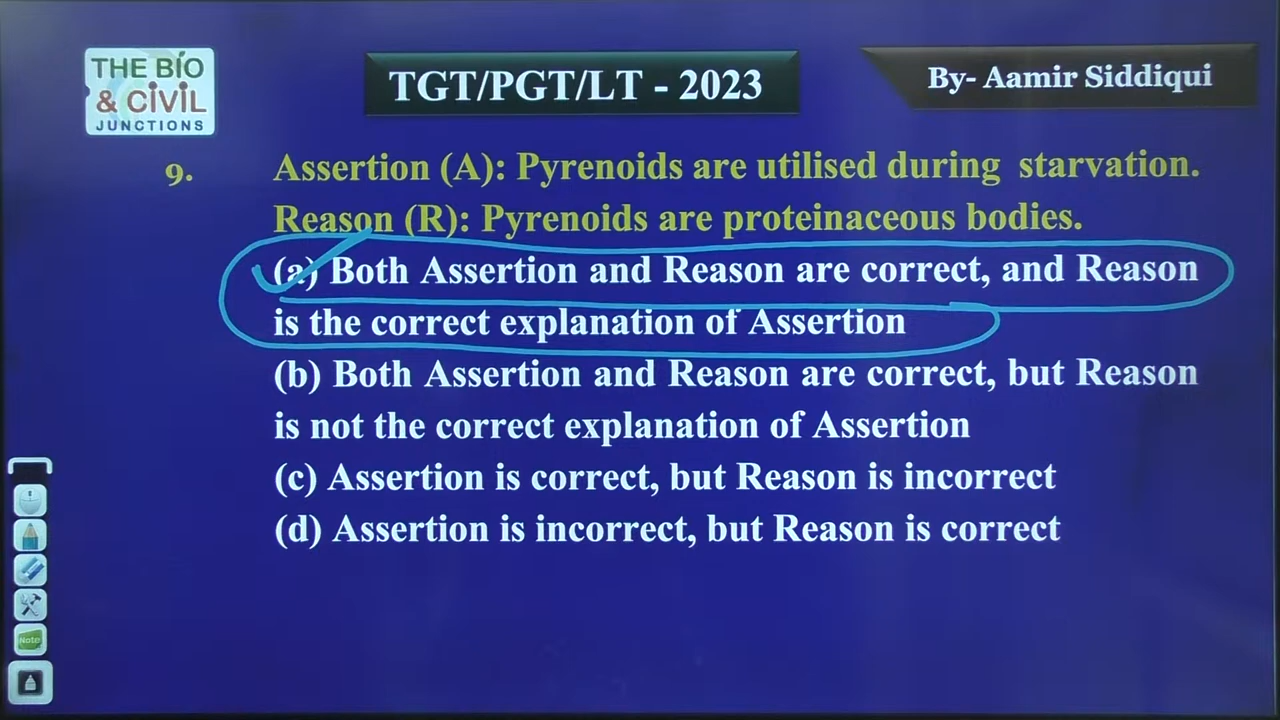 THE BIO
& CIVIL
JUNCTIONS
TGT/PGT/LT - 2023
By- Aamir Siddiqui
9. Assertion (A): Pyrenoids are utilised during starvation.
Reason (R): Pyrenoids are proteinaceous bodies.
(a) Both Assertion and Reason are correct, and Reason
is the correct explanation of Assertion
(b) Both Assertion and Reason are correct, but Reason
is not the correct explanation of Assertion
(c) Assertion is correct, but Reason is incorrect
(d) Assertion is incorrect, but Reason is correct
Note